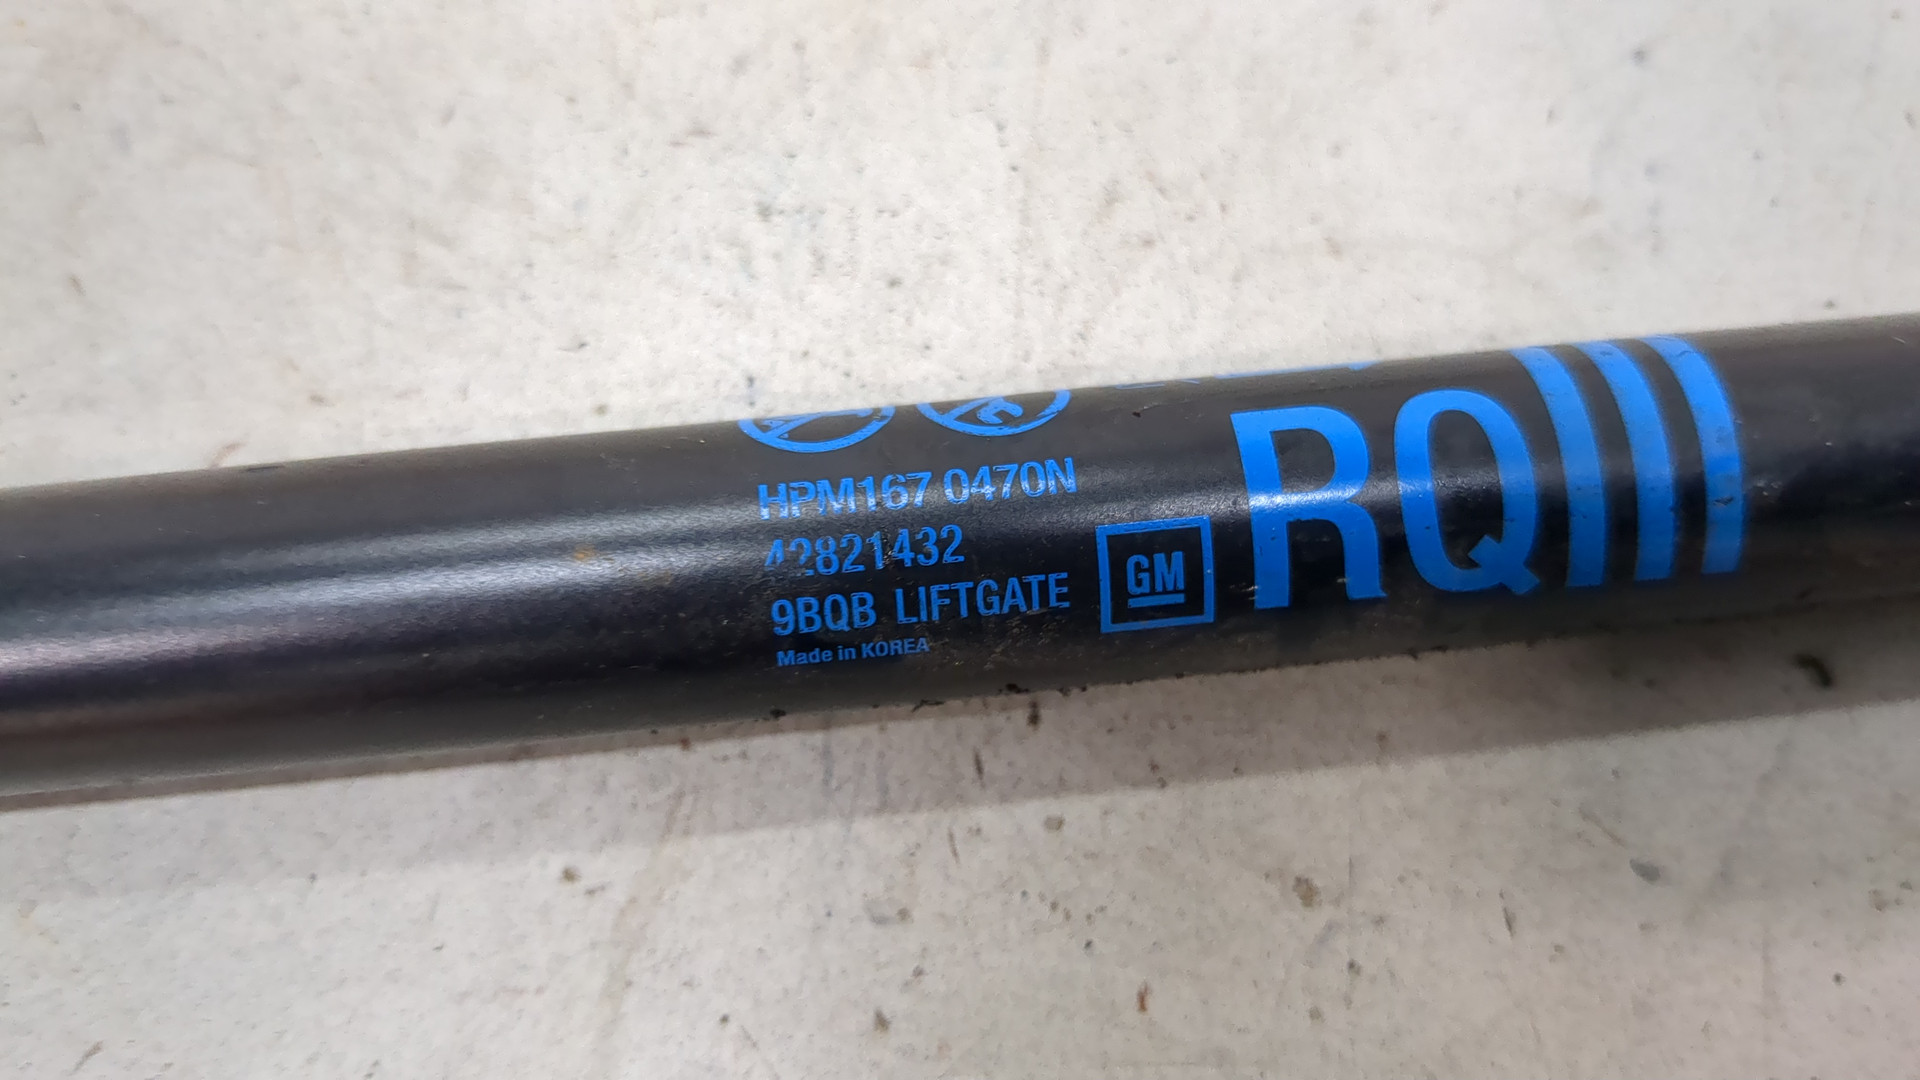 HPM167 0470N
42821432
9BQB LIFTGATE
Made in KOREA
GM
RQ